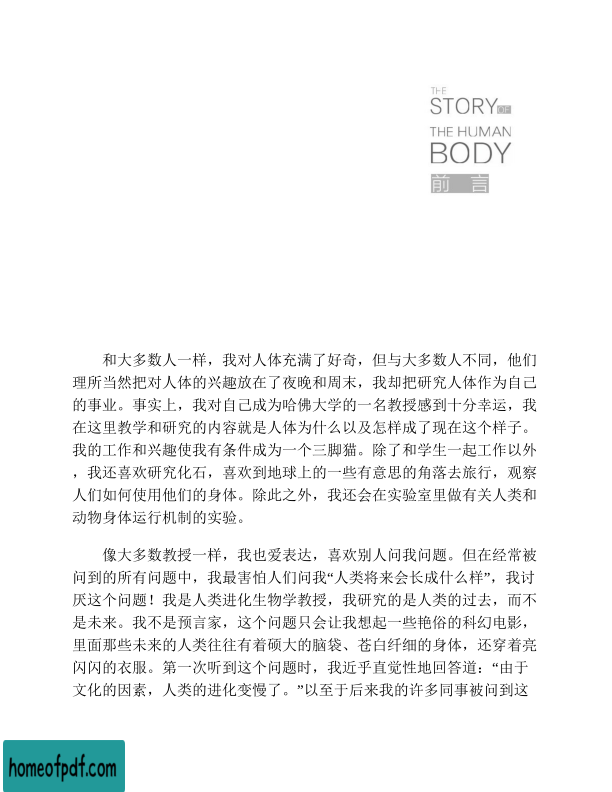 THE
STORY OF
THE HUMAN
BODY
前 言
和大多数人一样，我对人体充满了好奇，但与大多数人不同，他们
理所当然把对人体的兴趣放在了夜晚和周末，我却把研究人体作为自己
的事业。事实上，我对自己成为哈佛大学的一名教授感到十分幸运，我
在这里教学和研究的内容就是人体为什么以及怎样成了现在这个样子。
我的工作和兴趣使我有条件成为一个三脚猫。除了和学生一起工作以外
，我还喜欢研究化石，喜欢到地球上的一些有意思的角落去旅行，观察
人们如何使用他们的身体。除此之外，我还会在实验室里做有关人类和
动物身体运行机制的实验。
像大多数教授一样，我也爱表达，喜欢别人问我问题。但在经常被
问到的所有问题中，我最害怕人们问我“人类将来会长成什么样”，我讨
厌这个问题！我是人类进化生物学教授，我研究的是人类的过去，而不
是未来。我不是预言家，这个问题只会让我想起一些艳俗的科幻电影，
里面那些未来的人类往往有着硕大的脑袋、苍白纤细的身体，还穿着亮
闪闪的衣服。第一次听到这个问题时，我近乎直觉性地回答道：“由于
文化的因素，人类的进化变慢了。”以至于后来我的许多同事被问到这
homeofpdf.com